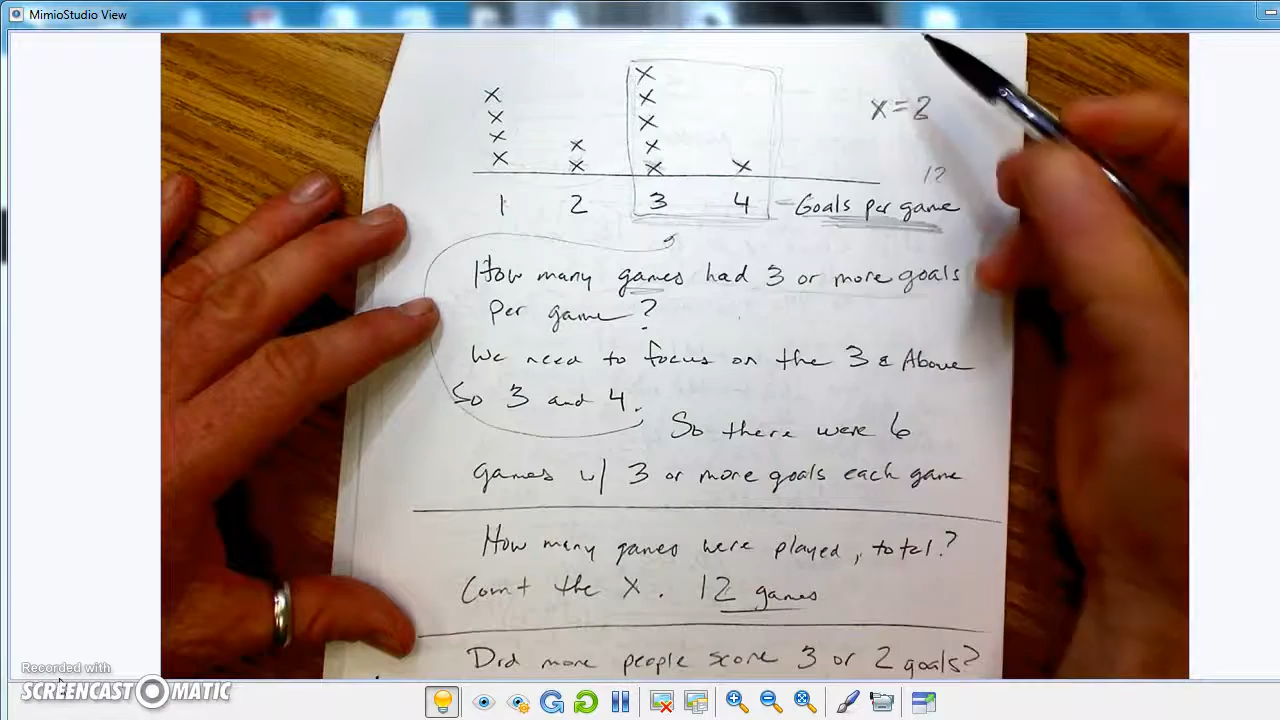 MimioStudio View
X
X
X
X
X
X
X
X
X
X
X
X
X=2
12
1 2 3 4 = Goals per game
How many games had 3 or more goals
Per game?
We need to focus on the 3 & Above
So 3 and 4.
So there were 6
games w/ 3 or more goals each game
How many games were played, total?
Count the X. 12 games
Did more people score 3 or 2 goals?
Recorded with
SCREENCAST MATIC